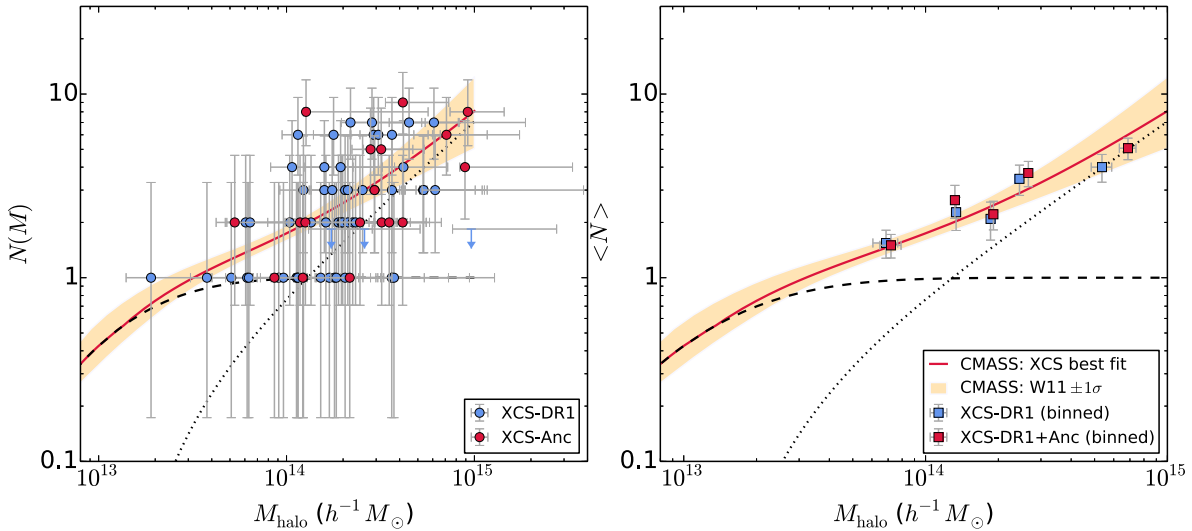 N(M)
10
1
0.1
10^13
10^14
10^15
M_halo (h^−1 M_⊙)
XCS-DR1
XCS-Anc
<N>
10
1
0.1
10^13
10^14
10^15
M_halo (h^−1 M_⊙)
CMASS: XCS best fit
CMASS: W11 ±1σ
XCS-DR1 (binned)
XCS-DR1+Anc (binned)